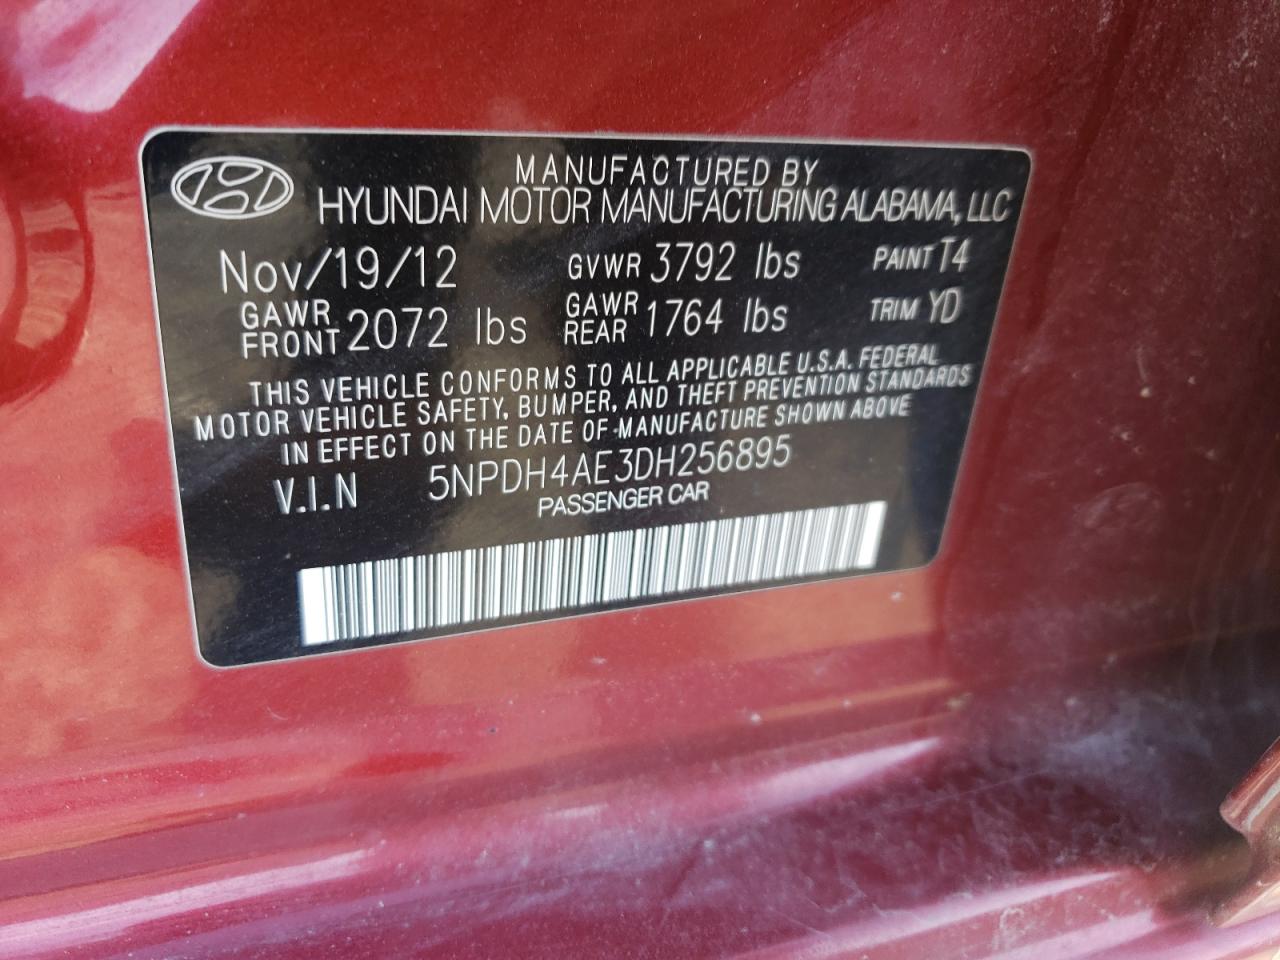 MANUFACTURED BY
HYUNDAI MOTOR MANUFACTURING ALABAMA, LLC
Nov/19/12 GVWR 3792 lbs PAINT T4
GAWR FRONT 2072 lbs GAWR REAR 1764 lbs TRIM YD
THIS VEHICLE CONFORMS TO ALL APPLICABLE U.S.A. FEDERAL
MOTOR VEHICLE SAFETY, BUMPER, AND THEFT PREVENTION STANDARDS
IN EFFECT ON THE DATE OF MANUFACTURE SHOWN ABOVE
V.I.N 5NPDH4AE3DH256895
PASSENGER CAR